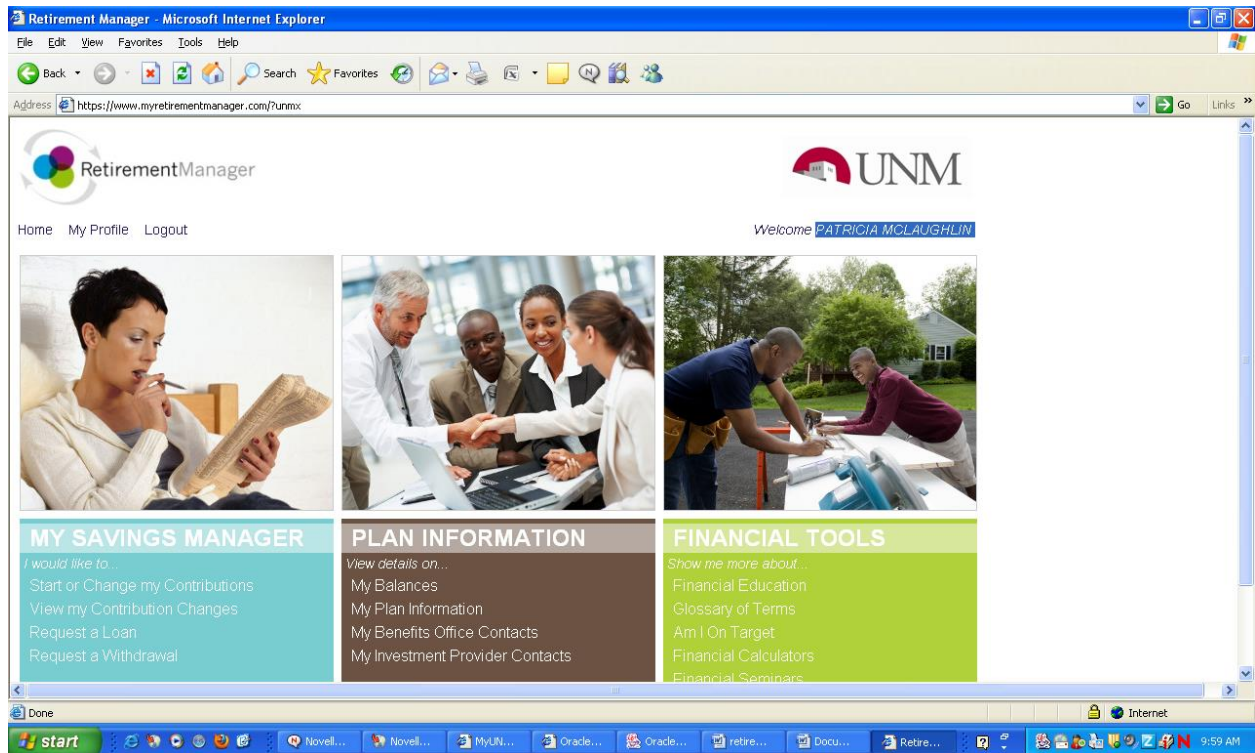 Retirement Manager - Microsoft Internet Explorer
File Edit View Favorites Tools Help
Back Search Favorites
Address https://www.myretirementmanager.com/?unmx Go Links »
RetirementManager
UNM
Home My Profile Logout
Welcome PATRICIA MCLAUGHLIN
MY SAVINGS MANAGER
I would like to...
Start or Change my Contributions
View my Contribution Changes
Request a Loan
Request a Withdrawal
PLAN INFORMATION
View details on...
My Balances
My Plan Information
My Benefits Office Contacts
My Investment Provider Contacts
FINANCIAL TOOLS
Show me more about...
Financial Education
Glossary of Terms
Am I On Target
Financial Calculators
Financial Seminars
Done Internet
start Novell... Novell... MyUN... Oracle... Oracle... retire... Docu... Retire... 9:59 AM